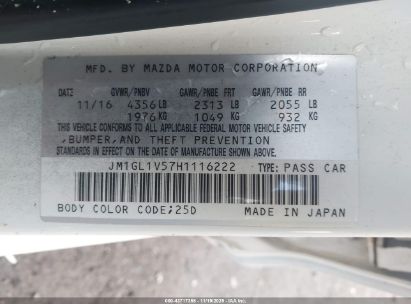 MFD. BY MAZDA MOTOR CORPORATION
DATE GVWR/PNBV GAWR/PNBE FRT GAWR/PNBE RR
11/16 4356 LB 2313 LB 2055 LB
1976 KG 1049 KG 932 KG
THIS VEHICLE CONFORMS TO ALL APPLICABLE FEDERAL MOTOR VEHICLE SAFETY,
BUMPER, AND THEFT PREVENTION
STANDARDS IN EFFECT ON THE DATE OF MANUFACTURE SHOWN ABOVE.
JM1GL1V57H1116222 TYPE: PASS CAR
BODY COLOR CODE;25D MADE IN JAPAN